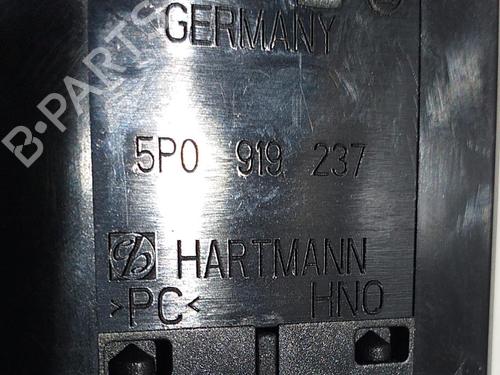 GERMANY
5P0 919 237
HARTMANN
>PC< HNO
B-PARTS